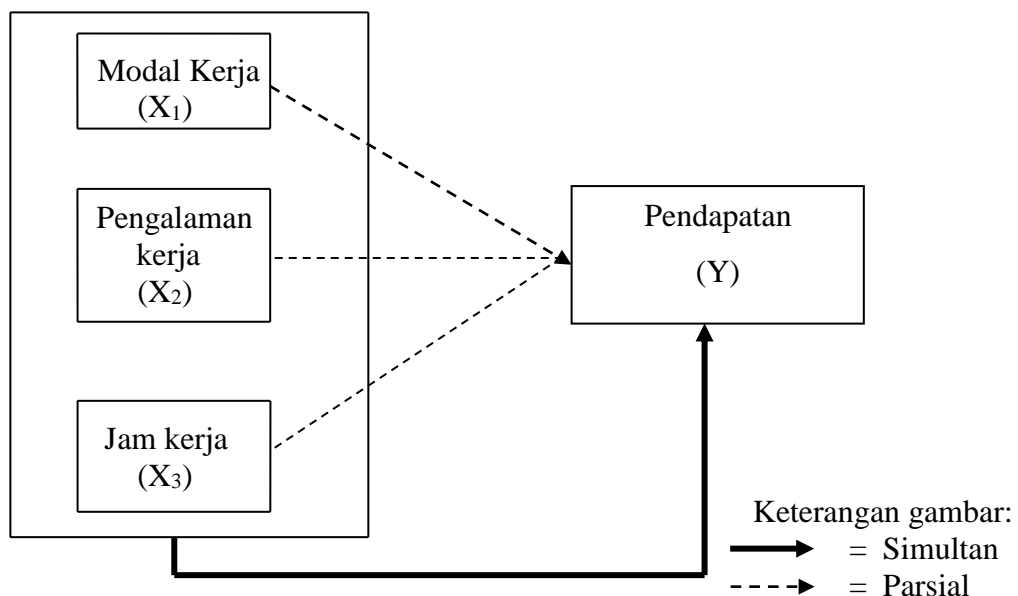 Modal Kerja
(X₁)
Pengalaman
kerja
(X₂)
Jam kerja
(X₃)
Pendapatan
(Y)
Keterangan gambar:
= Simultan
= Parsial